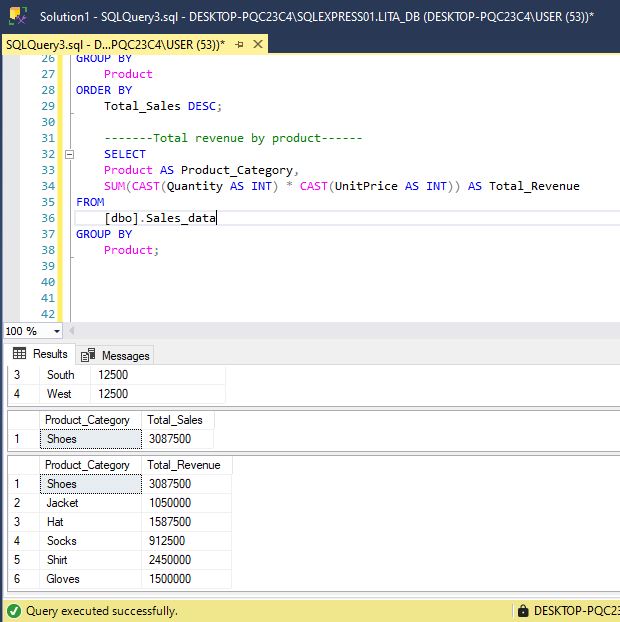 Solution1 - SQLQuery3.sql - DESKTOP-PQC23C4\SQLEXPRESS01.LITA_DB (DESKTOP-PQC23C4\USER (53))*
SQLQuery3.sql - D...PQC23C4\USER (53))*
26 GROUP BY
27 Product
28 ORDER BY
29 Total_Sales DESC;
30
31 -------Total revenue by product------
32 SELECT
33 Product AS Product_Category,
34 SUM(CAST(Quantity AS INT) * CAST(UnitPrice AS INT)) AS Total_Revenue
35 FROM
36 [dbo].Sales_data
37 GROUP BY
38 Product;
39
40
41
42
100 %
Results Messages
3 South 12500
4 West 12500
Product_Category Total_Sales
1 Shoes 3087500
Product_Category Total_Revenue
1 Shoes 3087500
2 Jacket 1050000
3 Hat 1587500
4 Socks 912500
5 Shirt 2450000
6 Gloves 1500000
Query executed successfully. DESKTOP-PQC23